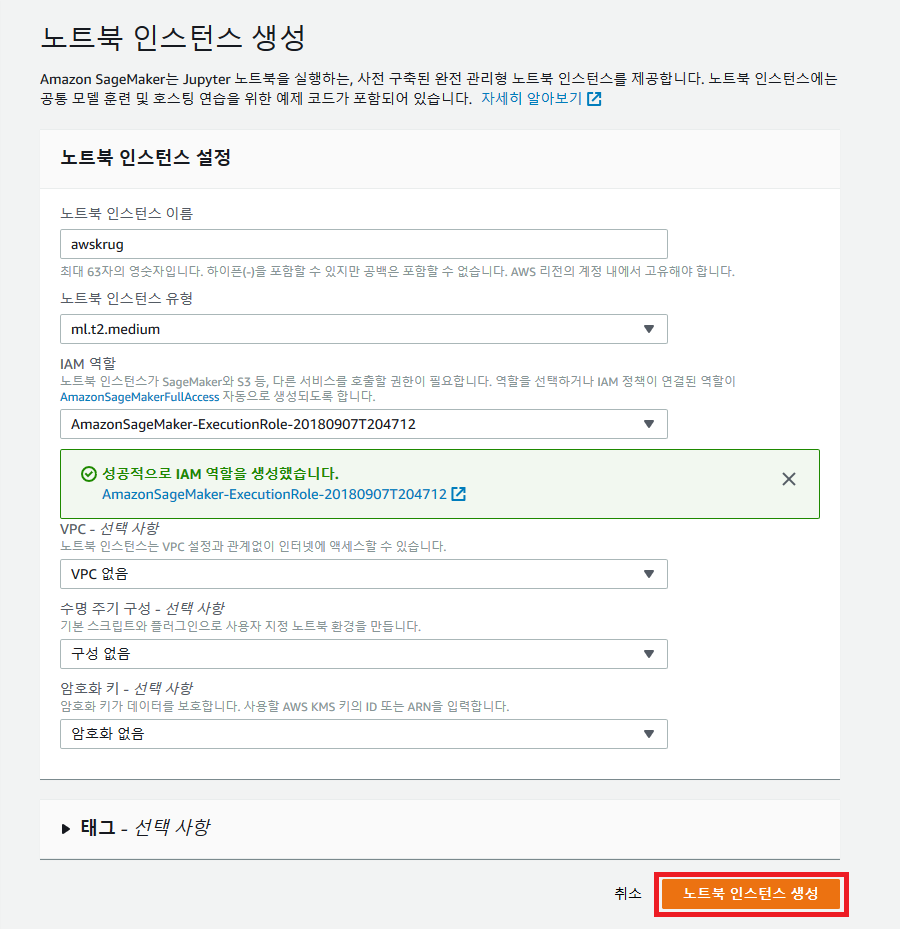 노트북 인스턴스 생성
Amazon SageMaker는 Jupyter 노트북을 실행하는, 사전 구축된 완전 관리형 노트북 인스턴스를 제공합니다. 노트북 인스턴스에는
공통 모델 훈련 및 호스팅 연습을 위한 예제 코드가 포함되어 있습니다. 자세히 알아보기
노트북 인스턴스 설정
노트북 인스턴스 이름
awskrug
최대 63자의 영숫자입니다. 하이픈(-)을 포함할 수 있지만 공백은 포함할 수 없습니다. AWS 리전의 계정 내에서 고유해야 합니다.
노트북 인스턴스 유형
ml.t2.medium
IAM 역할
노트북 인스턴스가 SageMaker와 S3 등, 다른 서비스를 호출할 권한이 필요합니다. 역할을 선택하거나 IAM 정책이 연결된 역할이
AmazonSageMakerFullAccess 자동으로 생성되도록 합니다.
AmazonSageMaker-ExecutionRole-20180907T204712
성공적으로 IAM 역할을 생성했습니다.
AmazonSageMaker-ExecutionRole-20180907T204712
VPC - 선택 사항
노트북 인스턴스는 VPC 설정과 관계없이 인터넷에 액세스할 수 있습니다.
VPC 없음
수명 주기 구성 - 선택 사항
기본 스크립트와 플러그인으로 사용자 지정 노트북 환경을 만듭니다.
구성 없음
암호화 키 - 선택 사항
암호화 키가 데이터를 보호합니다. 사용할 AWS KMS 키의 ID 또는 ARN을 입력합니다.
암호화 없음
태그 - 선택 사항
취소
노트북 인스턴스 생성